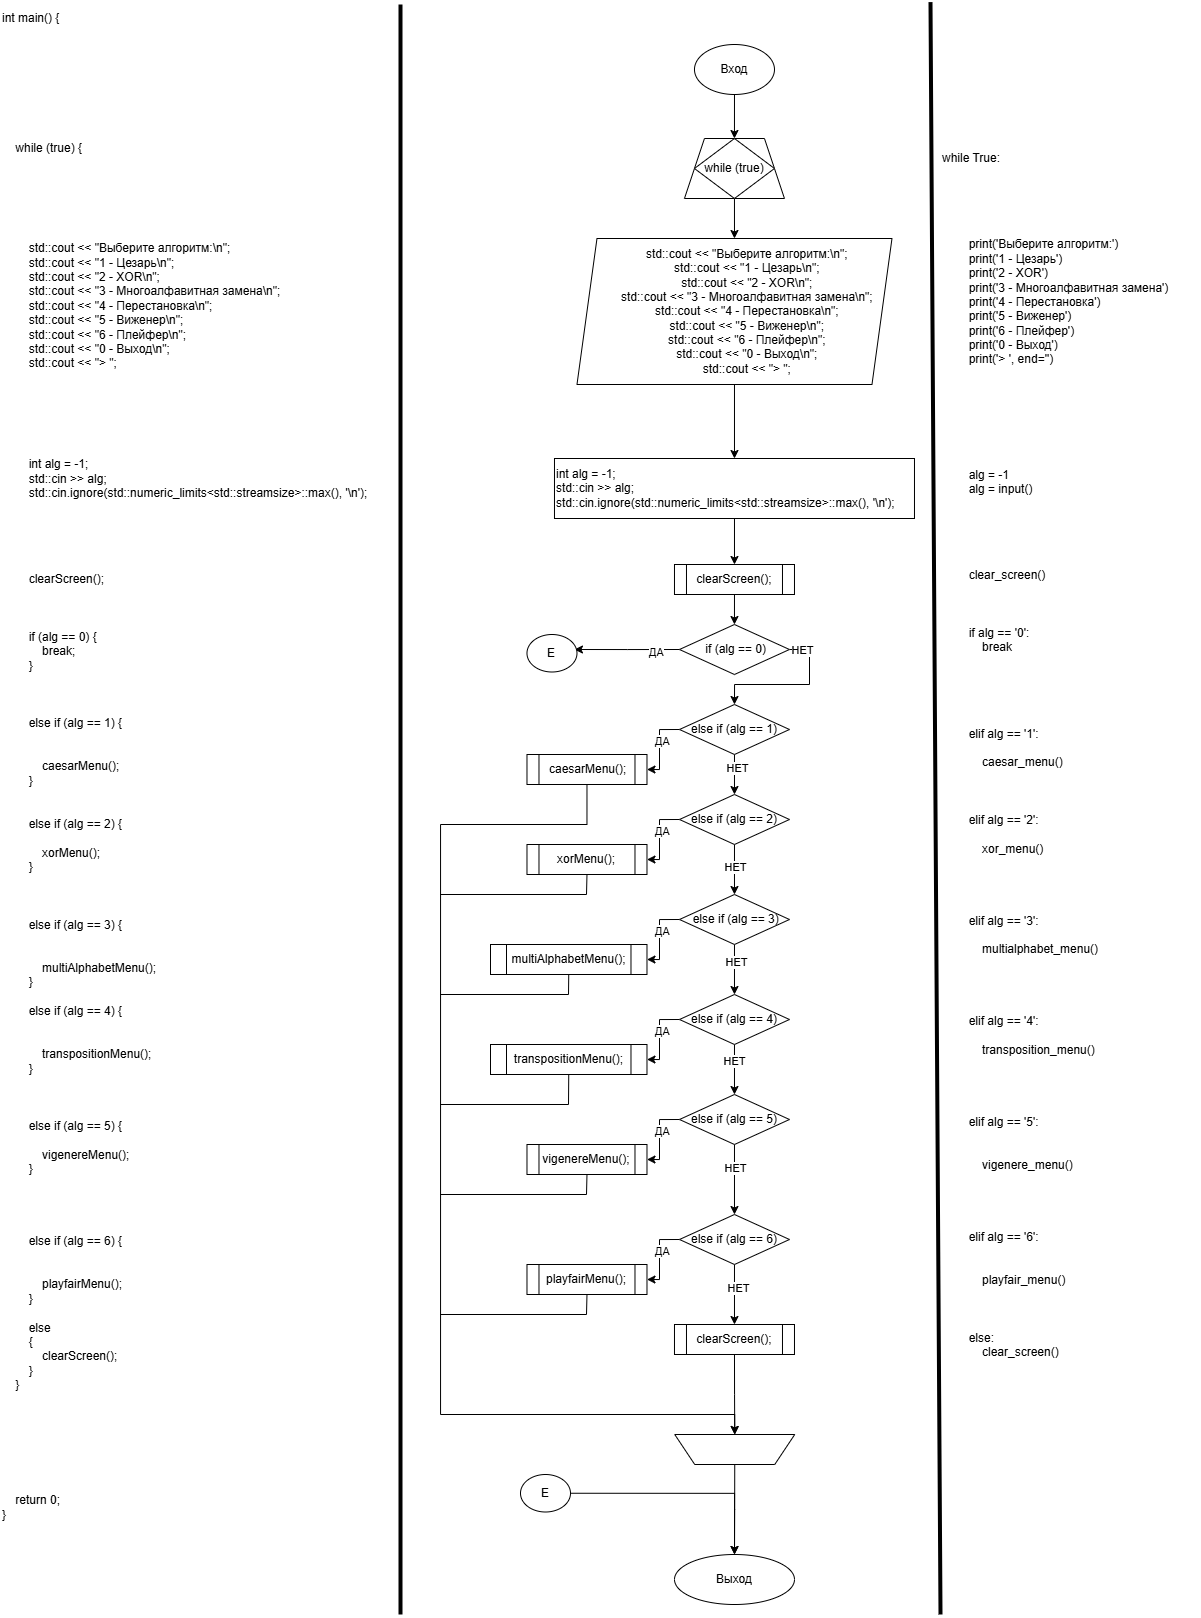 int main() {
while (true) {
std::cout << "Выберите алгоритм:\n";
std::cout << "1 - Цезарь\n";
std::cout << "2 - XOR\n";
std::cout << "3 - Многоалфавитная замена\n";
std::cout << "4 - Перестановка\n";
std::cout << "5 - Виженер\n";
std::cout << "6 - Плейфер\n";
std::cout << "0 - Выход\n";
std::cout << "> ";
int alg = -1;
std::cin >> alg;
std::cin.ignore(std::numeric_limits<std::streamsize>::max(), '\n');
clearScreen();
if (alg == 0) {
break;
}
else if (alg == 1) {
caesarMenu();
}
else if (alg == 2) {
xorMenu();
}
else if (alg == 3) {
multiAlphabetMenu();
}
else if (alg == 4) {
transpositionMenu();
}
else if (alg == 5) {
vigenereMenu();
}
else if (alg == 6) {
playfairMenu();
}
else
{
clearScreen();
}
}
return 0;
}
Вход
while (true)
std::cout << "Выберите алгоритм:\n";
std::cout << "1 - Цезарь\n";
std::cout << "2 - XOR\n";
std::cout << "3 - Многоалфавитная замена\n";
std::cout << "4 - Перестановка\n";
std::cout << "5 - Виженер\n";
std::cout << "6 - Плейфер\n";
std::cout << "0 - Выход\n";
std::cout << "> ";
int alg = -1;
std::cin >> alg;
std::cin.ignore(std::numeric_limits<std::streamsize>::max(), '\n');
clearScreen();
if (alg == 0)
НЕТ
ДА
E
else if (alg == 1)
ДА
caesarMenu();
НЕТ
else if (alg == 2)
ДА
xorMenu();
НЕТ
else if (alg == 3)
ДА
multiAlphabetMenu();
НЕТ
else if (alg == 4)
ДА
transpositionMenu();
НЕТ
else if (alg == 5)
ДА
vigenereMenu();
НЕТ
else if (alg == 6)
ДА
playfairMenu();
НЕТ
clearScreen();
E
Выход
while True:
print('Выберите алгоритм:')
print('1 - Цезарь')
print('2 - XOR')
print('3 - Многоалфавитная замена')
print('4 - Перестановка')
print('5 - Виженер')
print('6 - Плейфер')
print('0 - Выход')
print('> ', end='')
alg = -1
alg = input()
clear_screen()
if alg == '0':
break
elif alg == '1':
caesar_menu()
elif alg == '2':
xor_menu()
elif alg == '3':
multialphabet_menu()
elif alg == '4':
transposition_menu()
elif alg == '5':
vigenere_menu()
elif alg == '6':
playfair_menu()
else:
clear_screen()